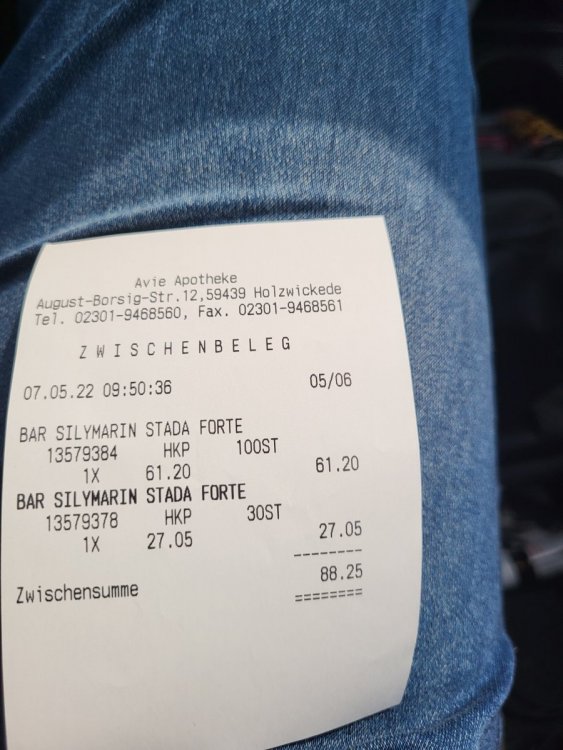 Avie Apotheke
August-Borsig-Str.12,59439 Holzwickede
Tel. 02301-9468560, Fax. 02301-9468561
Z W I S C H E N B E L E G
07.05.22 09:50:36 05/06
BAR SILYMARIN STADA FORTE
13579384 HKP 100ST
1X 61.20 61.20
BAR SILYMARIN STADA FORTE
13579378 HKP 30ST
1X 27.05 27.05
--------
Zwischensumme 88.25
========